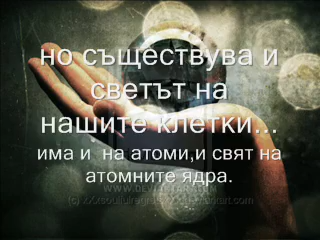 но съществува и
светът на
нашите клетки...
има и на атоми,и свят на
атомните ядра.